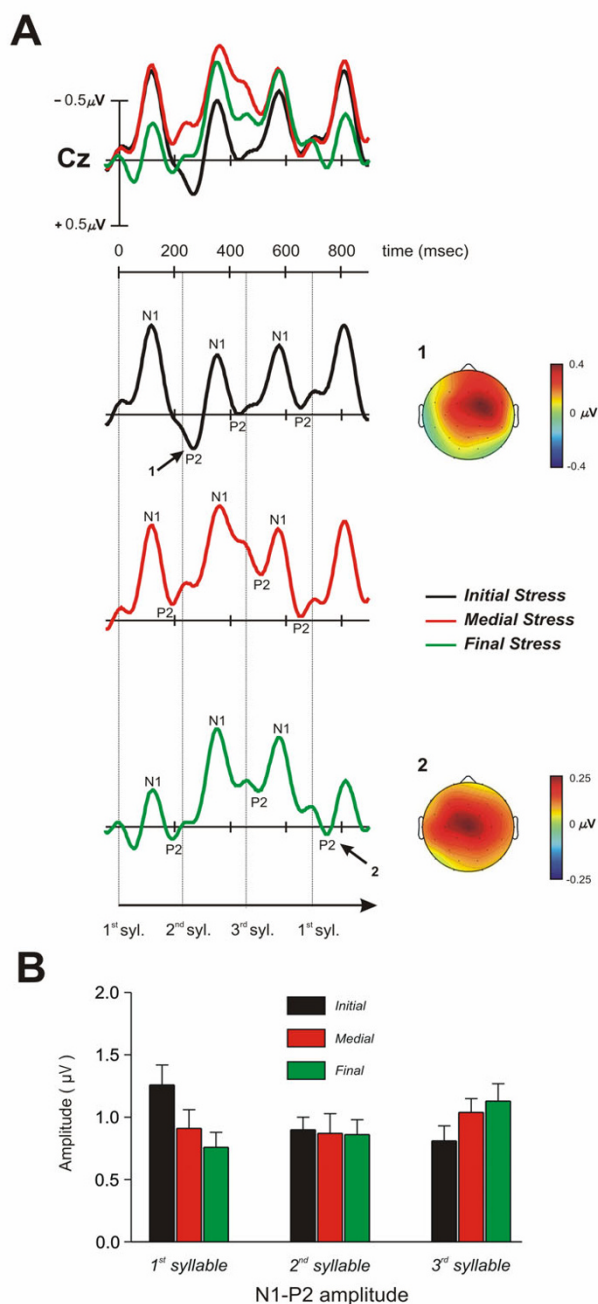 A
− 0.5 µV
Cz
+ 0.5 µV
0 200 400 600 800 time (msec)
N1 N1 N1
P2 P2 P2
1
1
0.4
0 µV
-0.4
N1 N1 N1
P2 P2 P2
Initial Stress
Medial Stress
Final Stress
N1 N1 N1
P2 P2 P2
2
2
0.25
0 µV
-0.25
1st syl. 2nd syl. 3rd syl. 1st syl.
B
Amplitude ( µV )
2.0
1.5
1.0
0.5
0.0
Initial
Medial
Final
1st syllable 2nd syllable 3rd syllable
N1-P2 amplitude